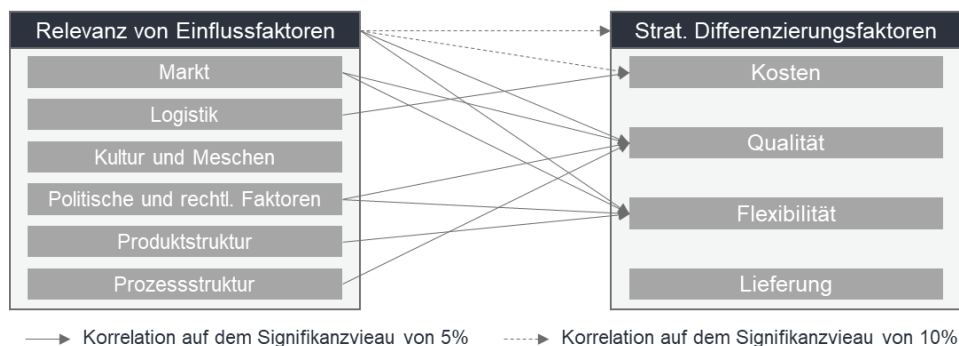 Relevanz von Einflussfaktoren
Markt
Logistik
Kultur und Meschen
Politische und rechtl. Faktoren
Produktstruktur
Prozessstruktur
Strat. Differenzierungsfaktoren
Kosten
Qualität
Flexibilität
Lieferung
Korrelation auf dem Signifikanzvieau von 5%
Korrelation auf dem Signifikanzvieau von 10%